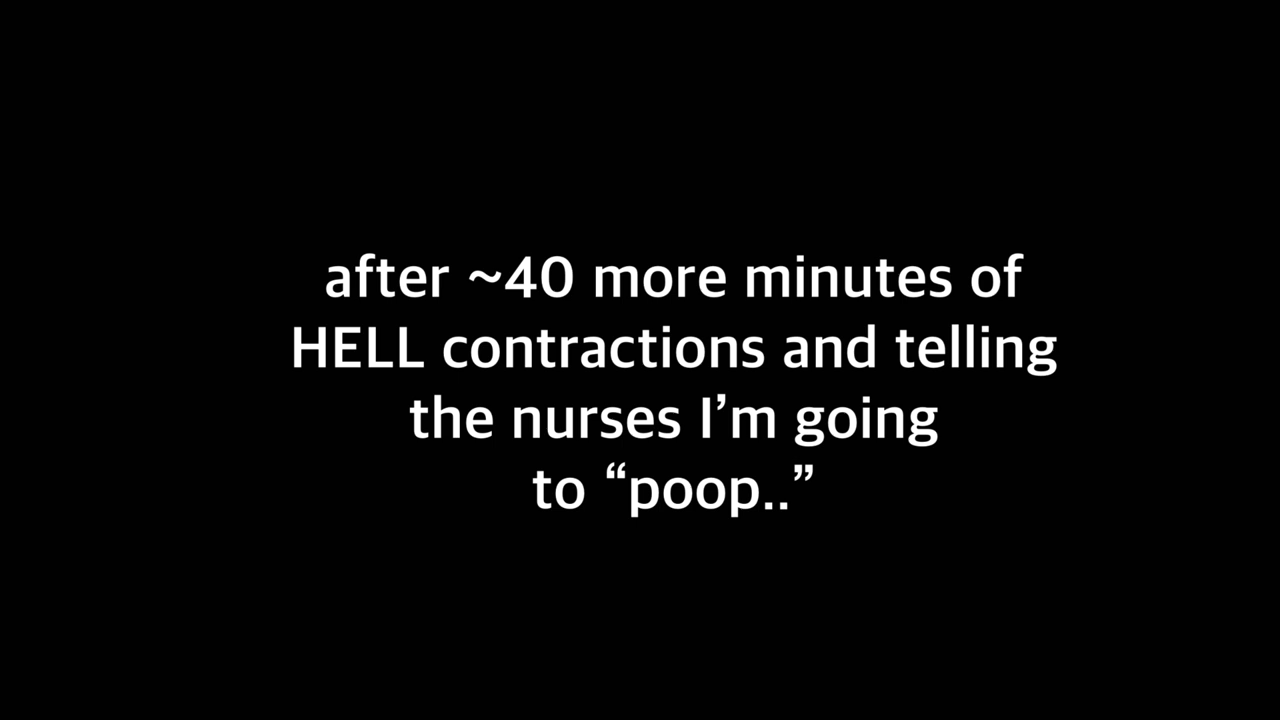 after ~40 more minutes of
HELL contractions and telling
the nurses I’m going
to “poop..”